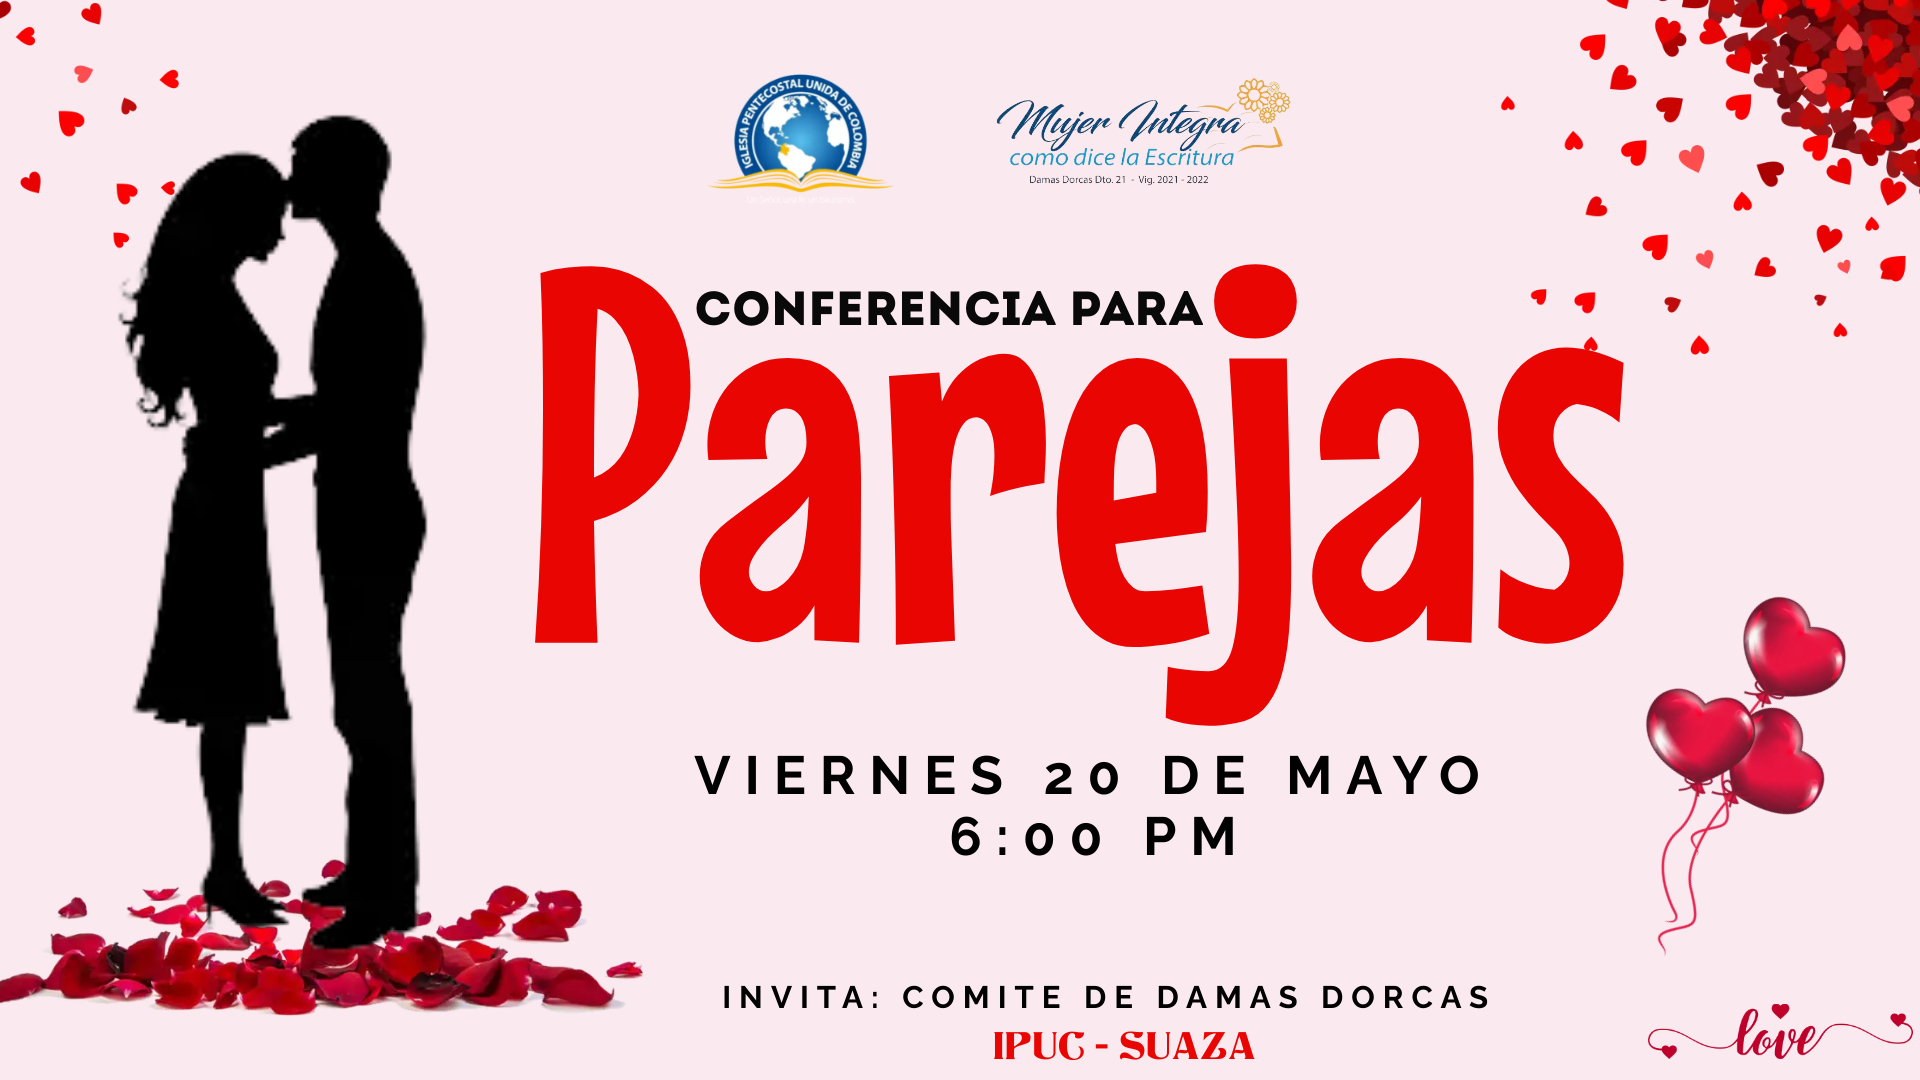 IGLESIA PENTECOSTAL UNIDA DE COLOMBIA
Mujer Integra
como dice la Escritura
Damas Dorcas Dto. 21 - Vig. 2021 - 2022
CONFERENCIA PARA
Parejas
VIERNES 20 DE MAYO
6:00 PM
INVITA: COMITE DE DAMAS DORCAS
IPUC - SUAZA
love